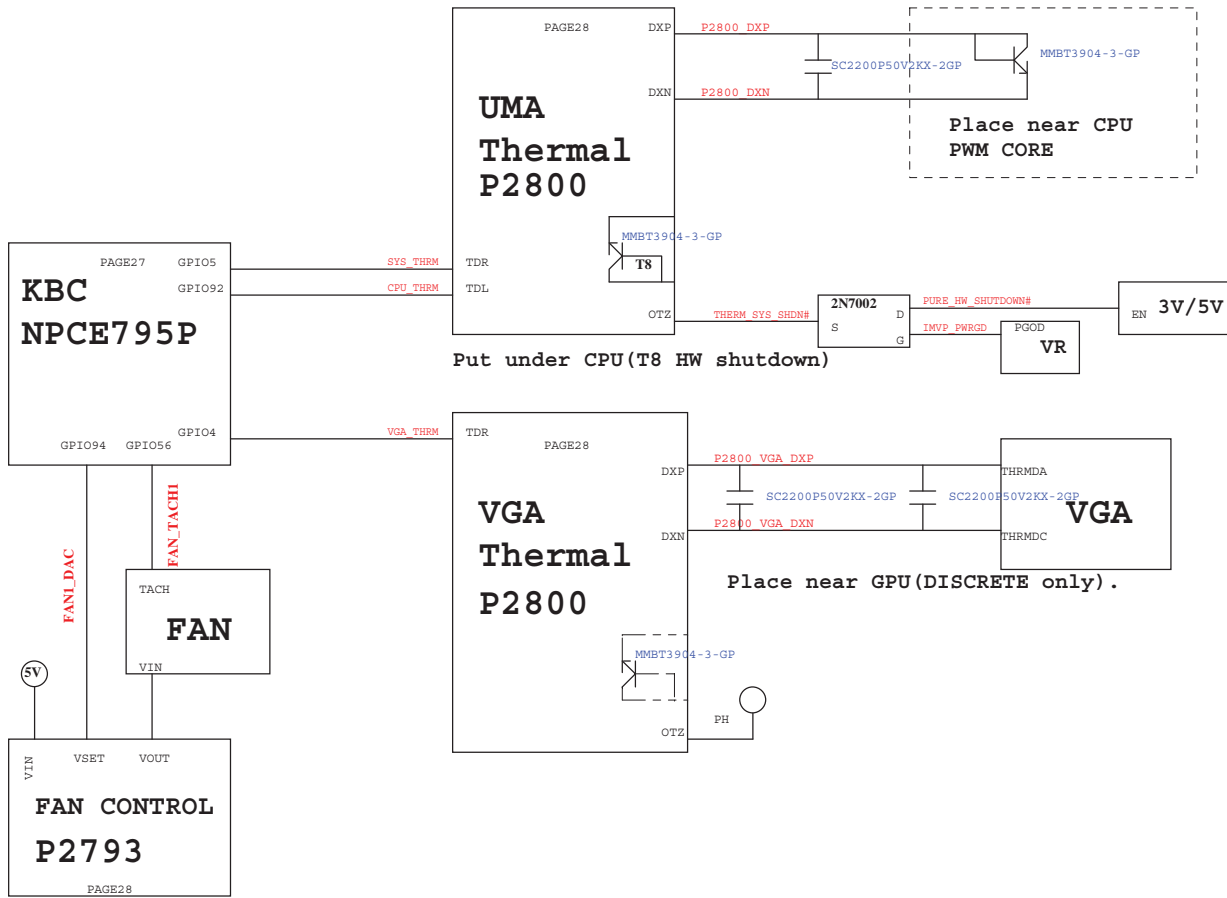 PAGE28
DXP
P2800_DXP
SC2200P50V2KX-2GP
MMBT3904-3-GP
DXN
P2800_DXN
UMA
Thermal
P2800
Place near CPU
PWM CORE
MMBT3904-3-GP
T8
PAGE27
GPIO5
SYS_THRM
TDR
GPIO92
CPU_THRM
TDL
KBC
NPCE795P
OTZ
THERM_SYS_SHDN#
2N7002
S
D
G
PURE_HW_SHUTDOWN#
IMVP_PWRGD
EN
3V/5V
PGOD
VR
Put under CPU(T8 HW shutdown)
GPIO94
GPIO56
GPIO4
VGA_THRM
TDR
PAGE28
DXP
P2800_VGA_DXP
THRMDA
SC2200P50V2KX-2GP
SC2200P50V2KX-2GP
VGA
DXN
P2800_VGA_DXN
THRMDC
VGA
Thermal
P2800
Place near GPU(DISCRETE only).
FAN1_DAC
FAN_TACH1
TACH
FAN
VIN
MMBT3904-3-GP
OTZ
PH
5V
VIN
VSET
VOUT
FAN CONTROL
P2793
PAGE28